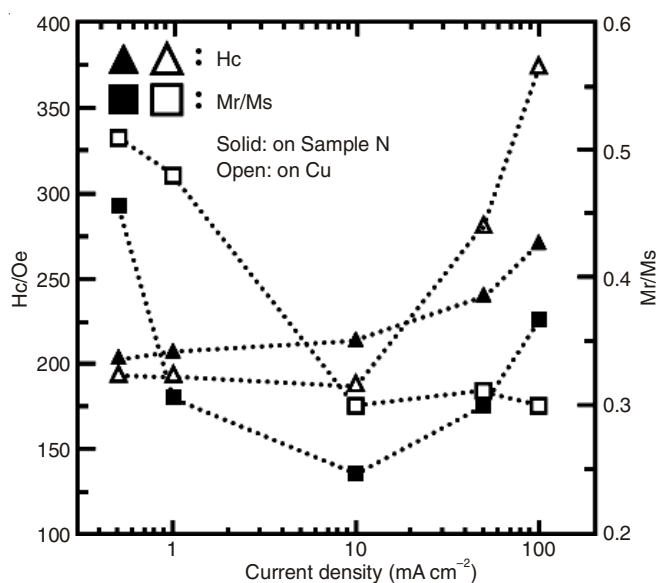 400
350
300
250
200
150
100
Hc/Oe
0.6
0.5
0.4
0.3
0.2
Mr/Ms
: Hc
: Mr/Ms
Solid: on Sample N
Open: on Cu
1
10
100
Current density (mA cm⁻²)